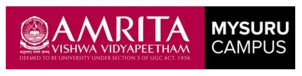 AMRITA
VISHWA VIDYAPEETHAM
DEEMED TO BE UNIVERSITY UNDER SECTION 3 OF UGC ACT, 1956
MYSURU
CAMPUS